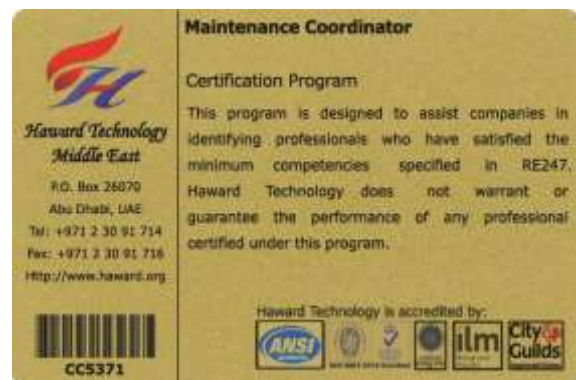 Haward Technology
Middle East
P.O. Box 26070
Abu Dhabi, UAE
Tel: +971 2 30 91 714
Fax: +971 2 30 91 716
Http://www.haward.org
CC5371
Maintenance Coordinator
Certification Program
This program is designed to assist companies in
identifying professionals who have satisfied the
minimum competencies specified in RE247.
Haward Technology does not warrant or
guarantee the performance of any professional
certified under this program.
Haward Technology is accredited by:
ANSI
ilm
City &
Guilds